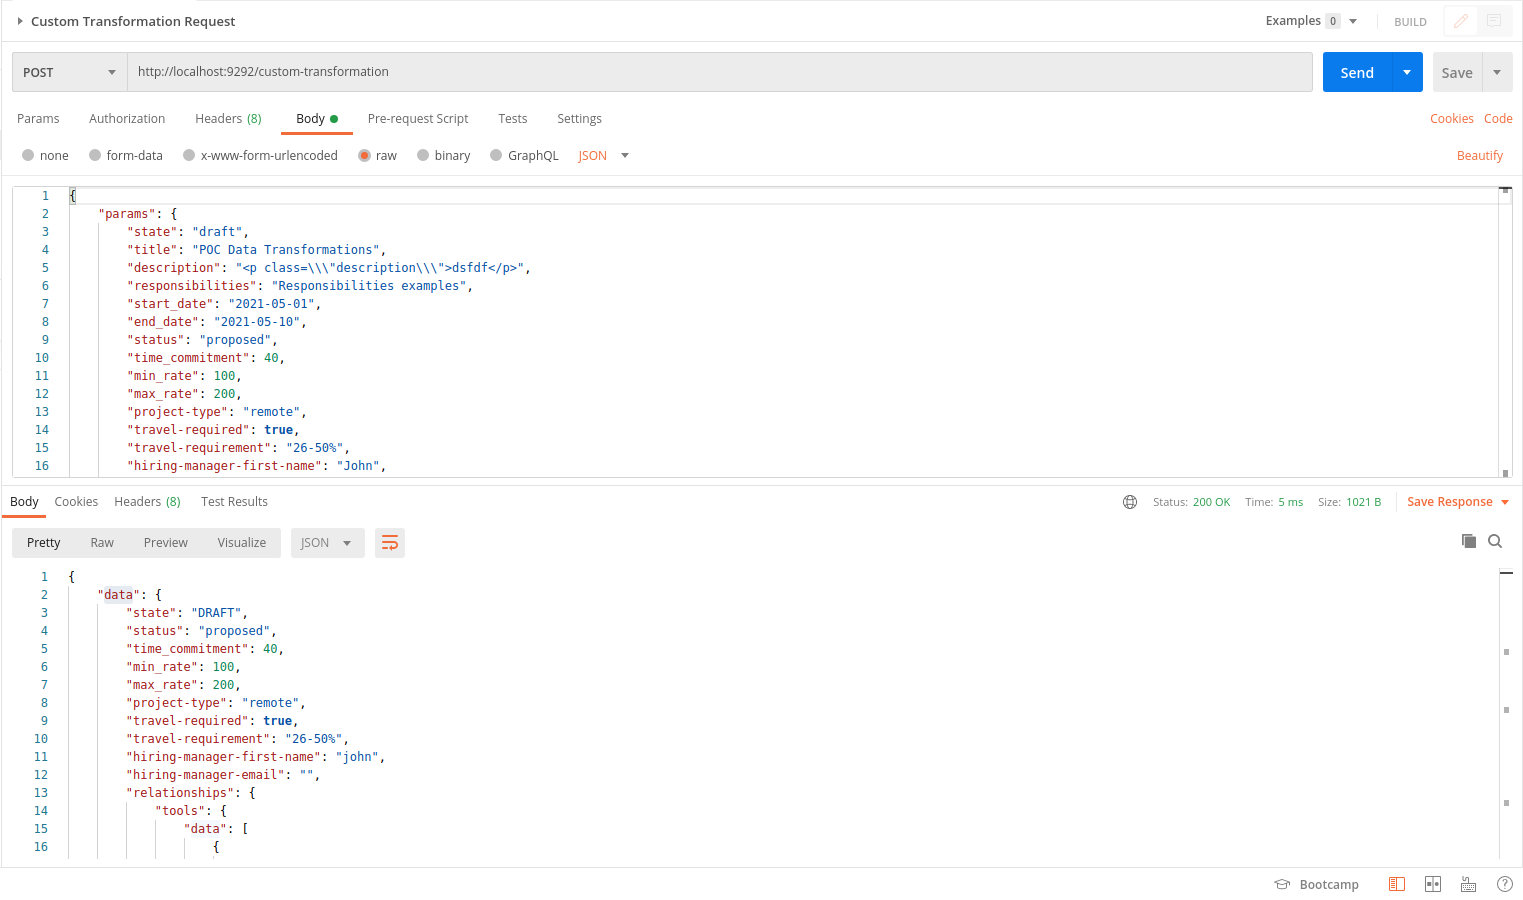 Custom Transformation Request Examples 0 BUILD
POST http://localhost:9292/custom-transformation Send Save
Params Authorization Headers (8) Body Pre-request Script Tests Settings Cookies Code
none form-data x-www-form-urlencoded raw binary GraphQL JSON Beautify
1 {
2 "params": {
3 "state": "draft",
4 "title": "POC Data Transformations",
5 "description": "<p class=\\\"description\\\">dsfdf</p>",
6 "responsibilities": "Responsibilities examples",
7 "start_date": "2021-05-01",
8 "end_date": "2021-05-10",
9 "status": "proposed",
10 "time_commitment": 40,
11 "min_rate": 100,
12 "max_rate": 200,
13 "project-type": "remote",
14 "travel-required": true,
15 "travel-requirement": "26-50%",
16 "hiring-manager-first-name": "John",
Body Cookies Headers (8) Test Results Status: 200 OK Time: 5 ms Size: 1021 B Save Response
Pretty Raw Preview Visualize JSON
1 {
2 "data": {
3 "state": "DRAFT",
4 "status": "proposed",
5 "time_commitment": 40,
6 "min_rate": 100,
7 "max_rate": 200,
8 "project-type": "remote",
9 "travel-required": true,
10 "travel-requirement": "26-50%",
11 "hiring-manager-first-name": "john",
12 "hiring-manager-email": "",
13 "relationships": {
14 "tools": {
15 "data": [
16 {
Bootcamp